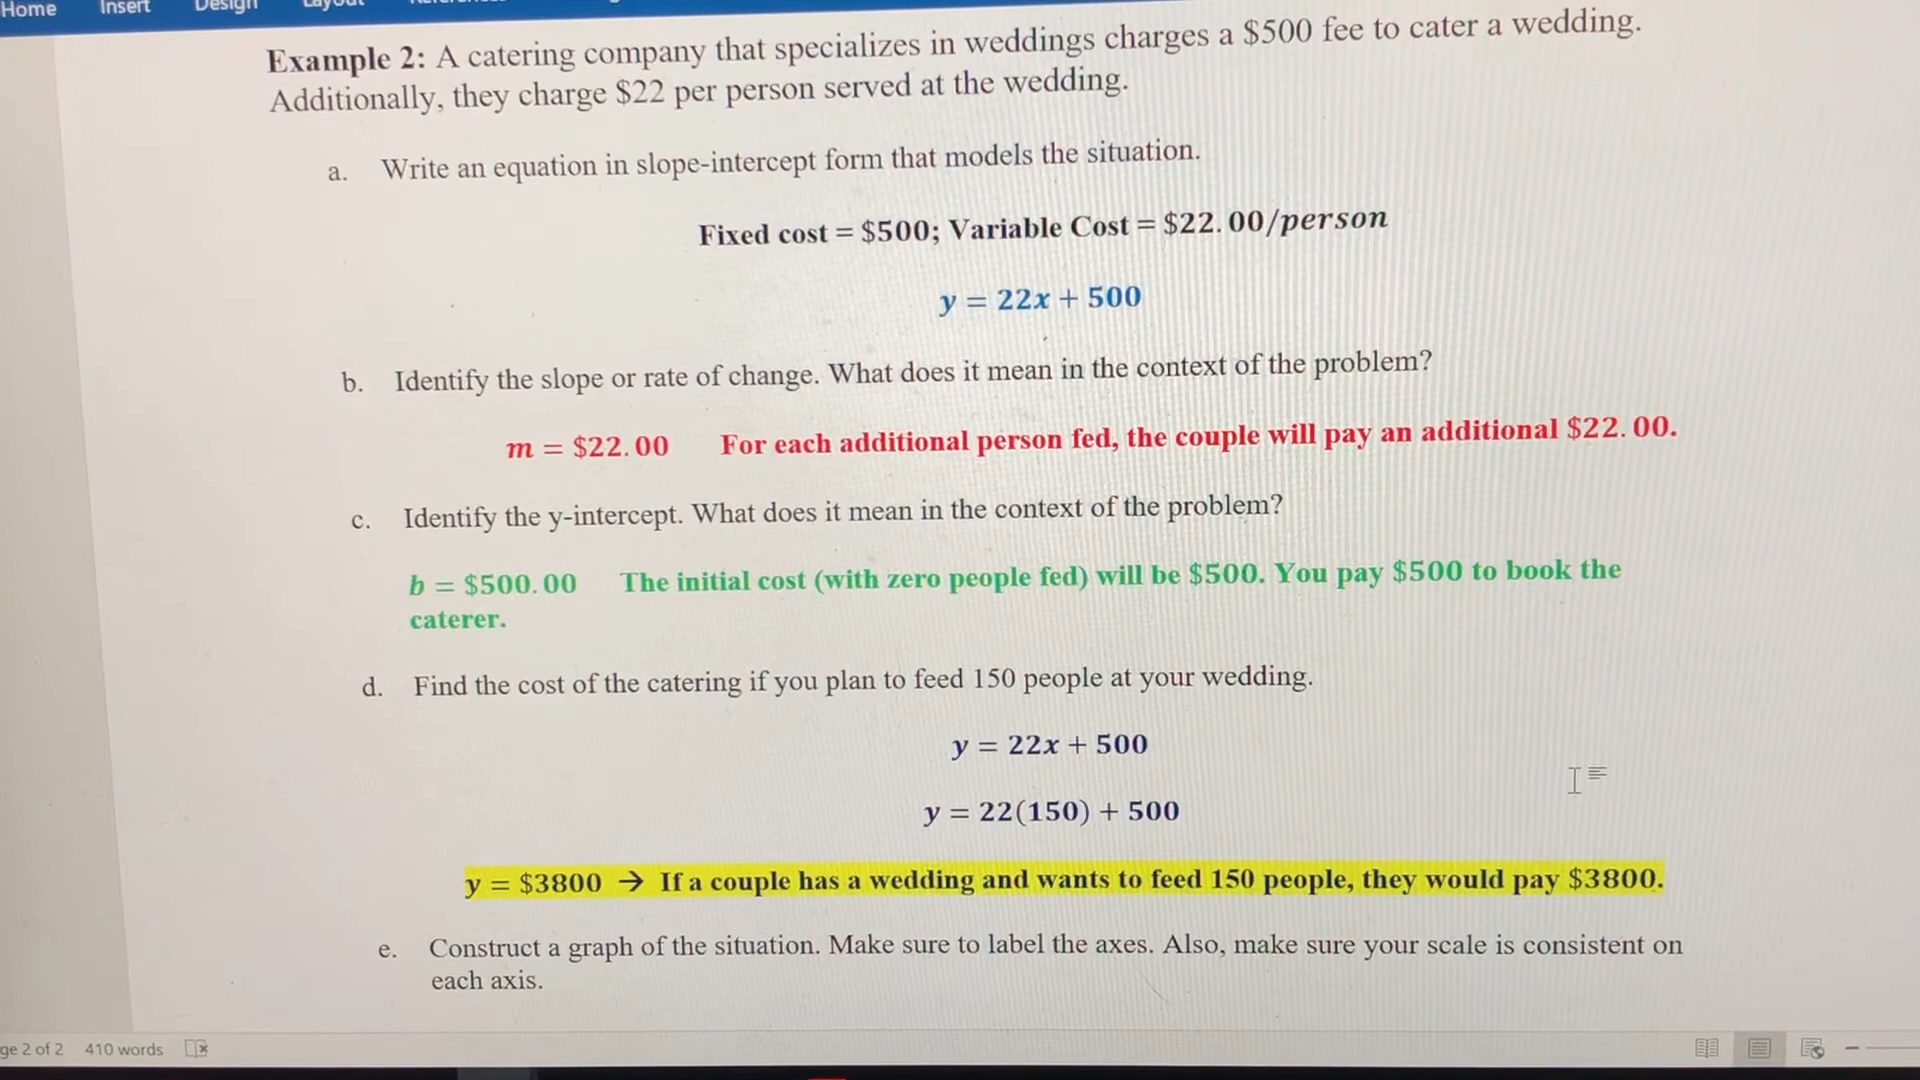 Home Insert Design Layout
Example 2: A catering company that specializes in weddings charges a $500 fee to cater a wedding.
Additionally, they charge $22 per person served at the wedding.
a. Write an equation in slope-intercept form that models the situation.
Fixed cost = $500; Variable Cost = $22.00/person
y = 22x + 500
b. Identify the slope or rate of change. What does it mean in the context of the problem?
m = $22.00 For each additional person fed, the couple will pay an additional $22.00.
c. Identify the y-intercept. What does it mean in the context of the problem?
b = $500.00 The initial cost (with zero people fed) will be $500. You pay $500 to book the
caterer.
d. Find the cost of the catering if you plan to feed 150 people at your wedding.
y = 22x + 500
y = 22(150) + 500
y = $3800 → If a couple has a wedding and wants to feed 150 people, they would pay $3800.
e. Construct a graph of the situation. Make sure to label the axes. Also, make sure your scale is consistent on
each axis.
ge 2 of 2 410 words